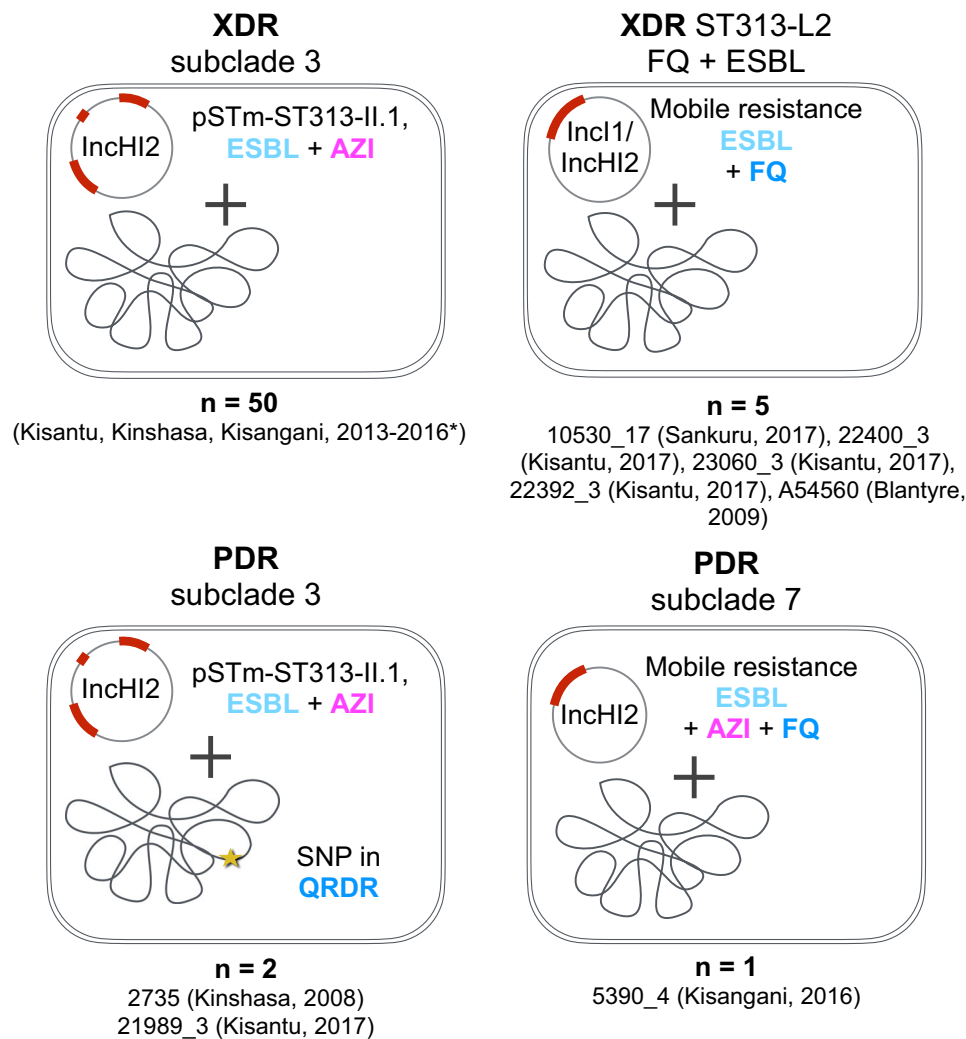 XDR
subclade 3
IncHI2
pSTm-ST313-II.1,
ESBL + AZI
n = 50
(Kisantu, Kinshasa, Kisangani, 2013-2016*)
XDR ST313-L2
FQ + ESBL
IncI1/
IncHI2
Mobile resistance
ESBL
+ FQ
n = 5
10530_17 (Sankuru, 2017), 22400_3
(Kisantu, 2017), 23060_3 (Kisantu, 2017),
22392_3 (Kisantu, 2017), A54560 (Blantyre,
2009)
PDR
subclade 3
IncHI2
pSTm-ST313-II.1,
ESBL + AZI
SNP in
QRDR
n = 2
2735 (Kinshasa, 2008)
21989_3 (Kisantu, 2017)
PDR
subclade 7
IncHI2
Mobile resistance
ESBL
+ AZI + FQ
n = 1
5390_4 (Kisangani, 2016)